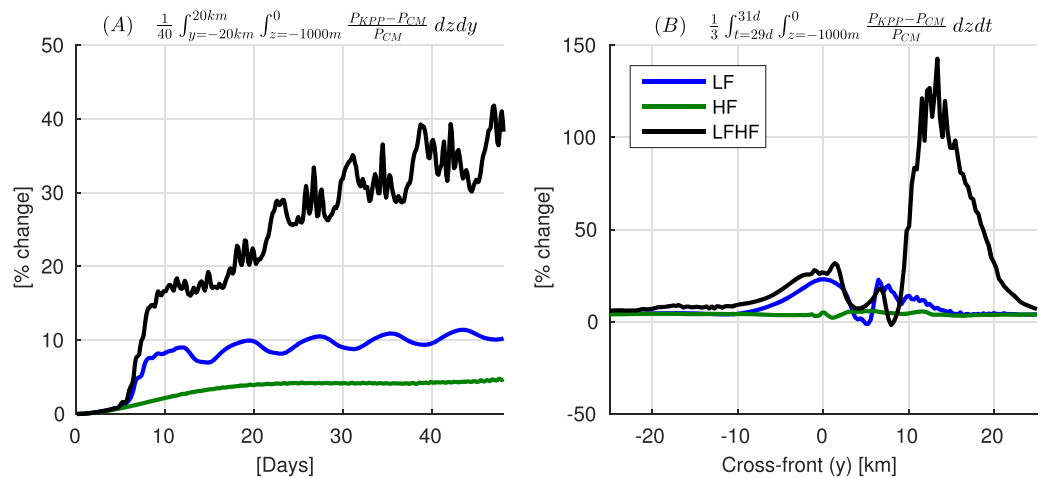 (A) \frac{1}{40} \int_{y=-20km}^{20km} \int_{z=-1000m}^{0} \frac{P_{KPP}-P_{CM}}{P_{CM}} dzdy
50
40
30
20
10
0
[% change]
0 10 20 30 40
[Days]
(B) \frac{1}{3} \int_{t=29d}^{31d} \int_{z=-1000m}^{0} \frac{P_{KPP}-P_{CM}}{P_{CM}} dzdt
150
100
50
0
-50
[% change]
LF
HF
LFHF
-20 -10 0 10 20
Cross-front (y) [km]